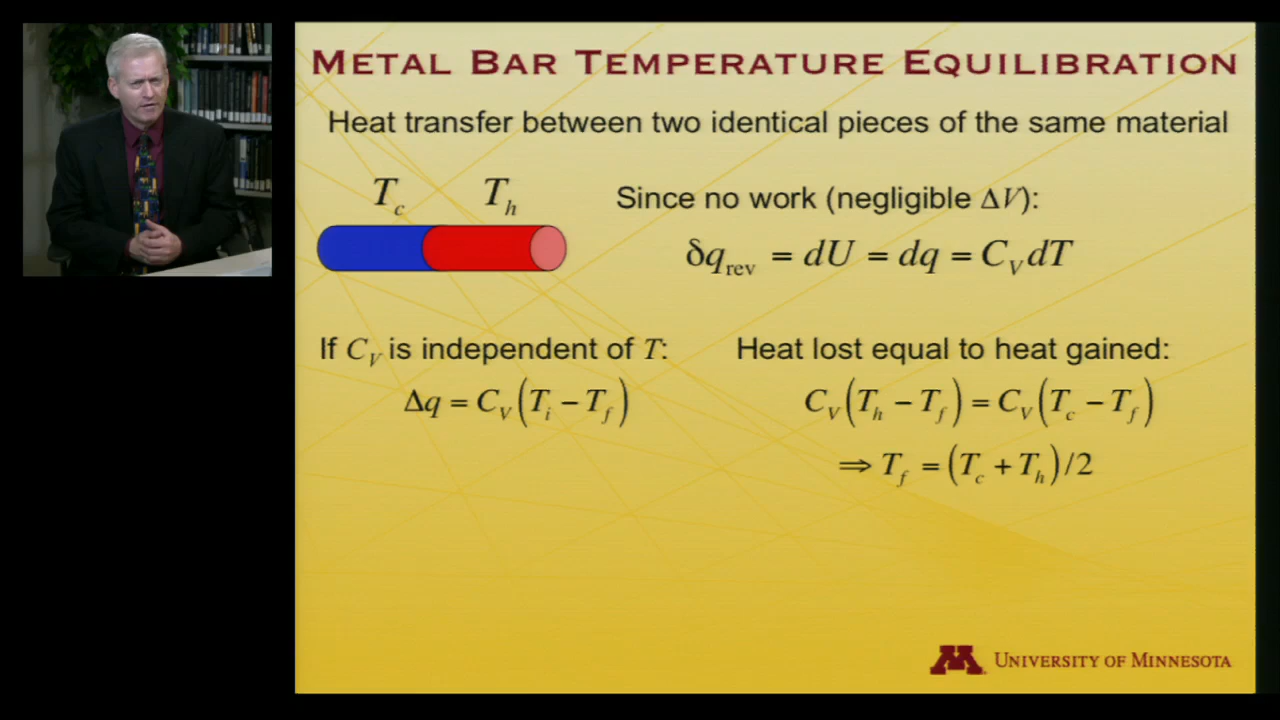 METAL BAR TEMPERATURE EQUILIBRATION
Heat transfer between two identical pieces of the same material
T_c T_h
Since no work (negligible ΔV):
δq_rev = dU = dq = C_V dT
If C_V is independent of T:
Δq = C_V(T_i − T_f)
Heat lost equal to heat gained:
C_V(T_h − T_f) = C_V(T_c − T_f)
⇒ T_f = (T_c + T_h)/2
M UNIVERSITY OF MINNESOTA